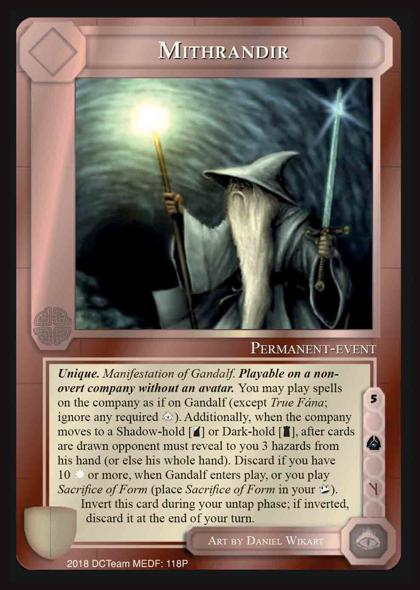 MITHRANDIR
PERMANENT-EVENT
Unique. Manifestation of Gandalf. Playable on a non-
overt company without an avatar. You may play spells
on the company as if on Gandalf (except True Fána;
ignore any required ). Additionally, when the company
moves to a Shadow-hold [] or Dark-hold [], after cards
are drawn opponent must reveal to you 3 hazards from
his hand (or else his whole hand). Discard if you have
10 or more, when Gandalf enters play, or you play
Sacrifice of Form (place Sacrifice of Form in your ).
Invert this card during your untap phase; if inverted,
discard it at the end of your turn.
5
ART BY DANIEL WIKART
2018 DCTeam MEDF: 118P